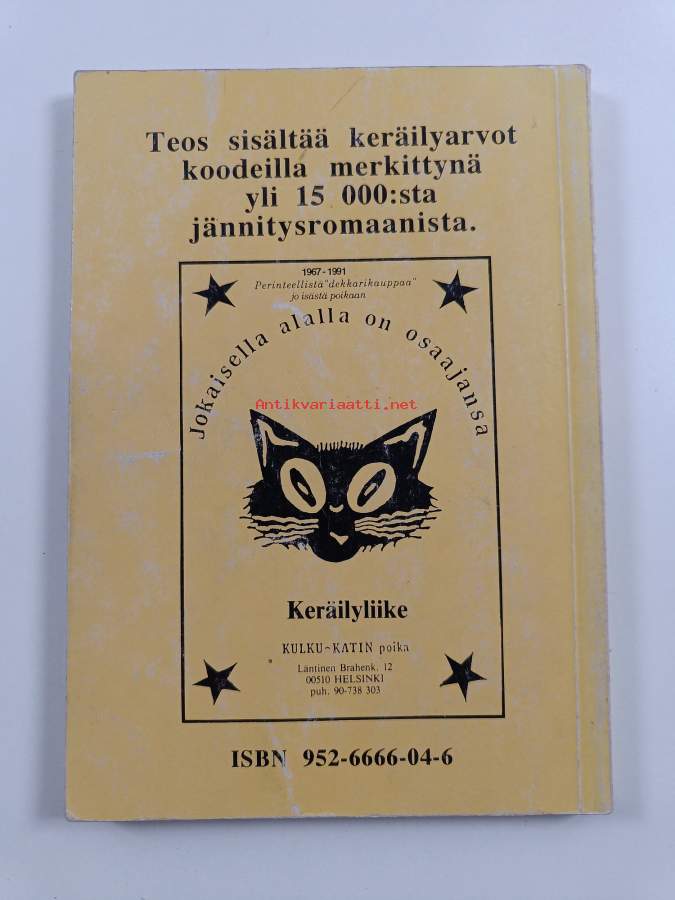 Teos sisältää keräilyarvot
koodeilla merkittynä
yli 15 000:sta
jännitysromaanista.
1967-1991
Perinteellistä "dekkarikauppaa"
jo isästä poikaan
Jokaisella alalla on osaajansa
Antikvariaatti.net
Keräilyliike
KULKU-KATIN poika
Läntinen Brahenk. 12
00510 HELSINKI
puh. 90-738 303
ISBN 952-6666-04-6